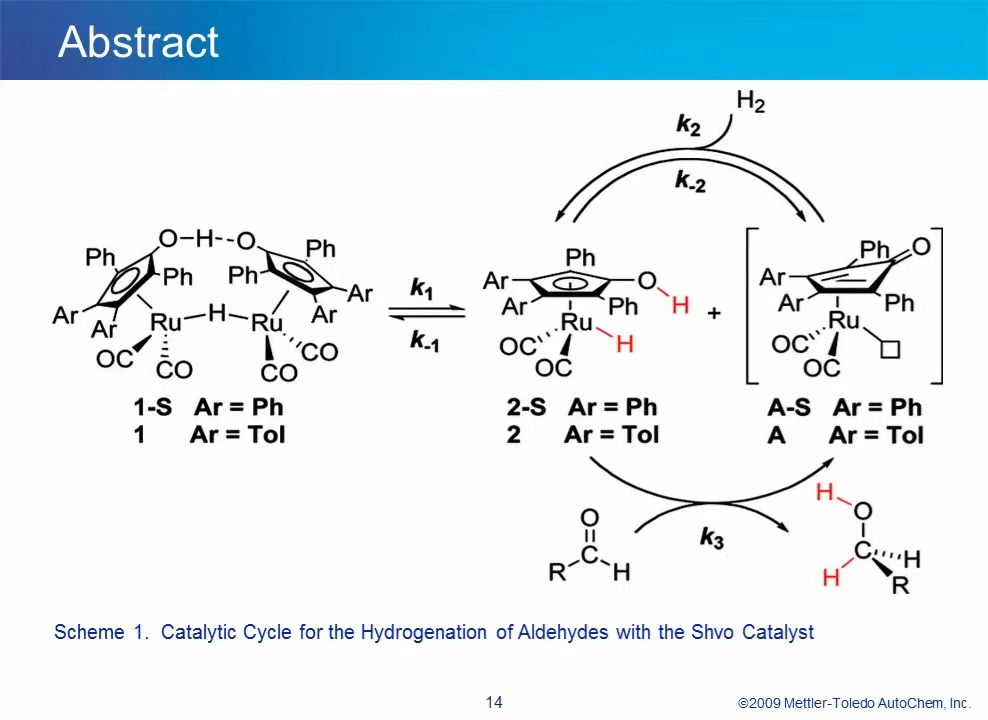 Abstract
H2
k2
k-2
O-H--O
Ph
Ph
Ph
Ph
Ar
Ar
Ar
Ar
Ru
H
Ru
OC
CO
CO
CO
k1
k-1
Ph
Ar
O
Ar
Ph
H
Ru
H
OC
OC
+
Ph
O
Ar
Ar
Ph
Ru
OC
OC
1-S Ar = Ph
1 Ar = Tol
2-S Ar = Ph
2 Ar = Tol
A-S Ar = Ph
A Ar = Tol
O
C
R
H
k3
H
O
C
H
H
R
Scheme 1. Catalytic Cycle for the Hydrogenation of Aldehydes with the Shvo Catalyst
14
©2009 Mettler-Toledo AutoChem, Inc.